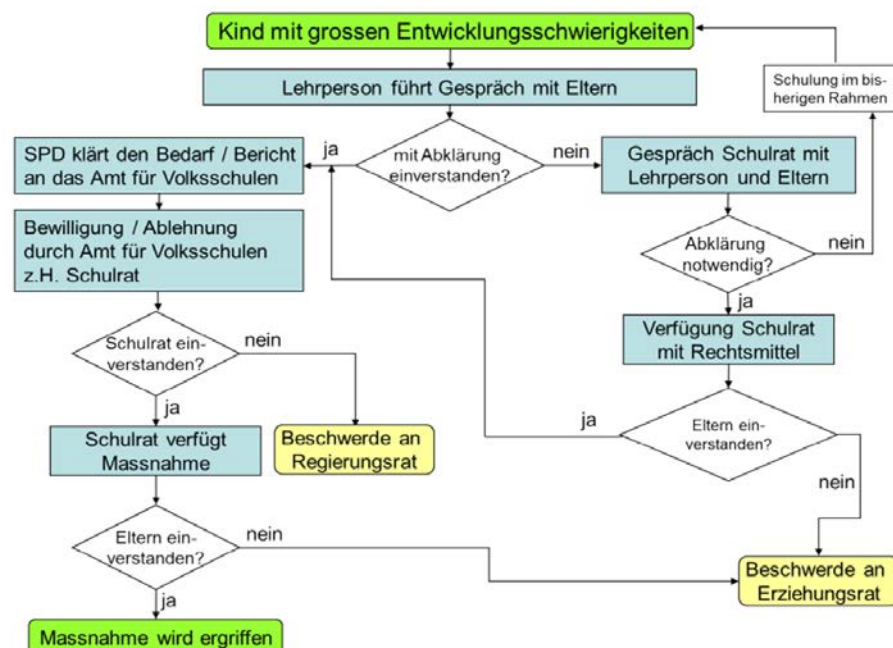 Kind mit grossen Entwicklungsschwierigkeiten
Lehrperson führt Gespräch mit Eltern
Schulung im bis-
herigen Rahmen
SPD klärt den Bedarf / Bericht
an das Amt für Volksschulen
ja
mit Abklärung
einverstanden?
nein
Gespräch Schulrat mit
Lehrperson und Eltern
Bewilligung / Ablehnung
durch Amt für Volksschulen
z.H. Schulrat
Abklärung
notwendig?
nein
ja
Schulrat ein-
verstanden?
nein
Verfügung Schulrat
mit Rechtsmittel
ja
Schulrat verfügt
Massnahme
Beschwerde an
Regierungsrat
ja
Eltern ein-
verstanden?
nein
Eltern ein-
verstanden?
nein
Beschwerde an
Erziehungsrat
ja
Massnahme wird ergriffen